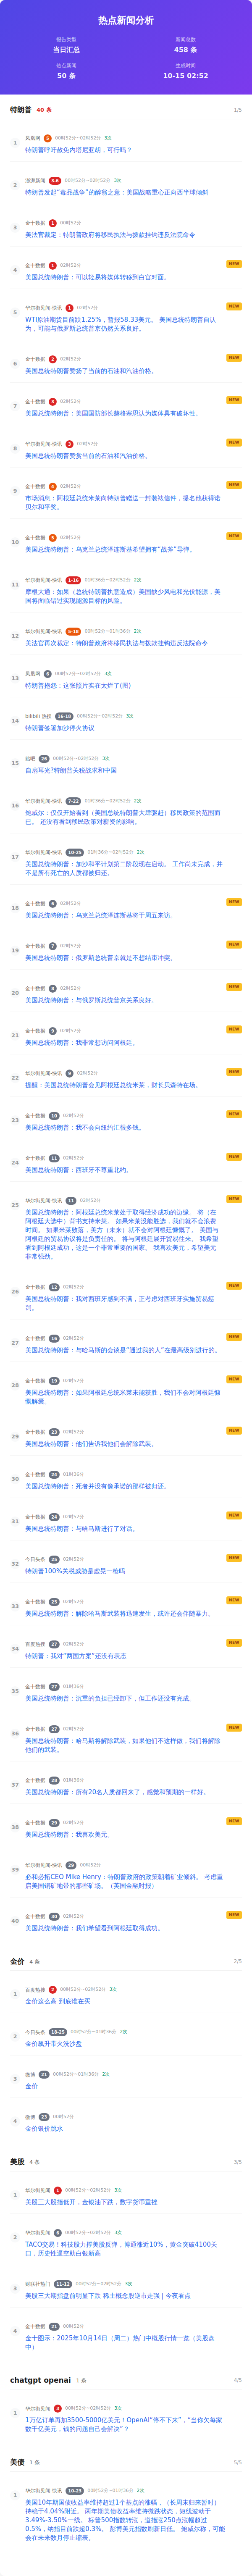 热点新闻分析
报告类型
当日汇总
新闻总数
458 条
热点新闻
50 条
生成时间
10-15 02:52
特朗普 40 条 1/5
1 凤凰网 5 00时52分~02时52分 3次
特朗普呼吁赦免内塔尼亚胡，可行吗？
2 澎湃新闻 3-6 00时52分~02时52分 3次
特朗普发起“毒品战争”的醉翁之意：美国战略重心正向西半球倾斜
3 金十数据 1 00时52分
美法官裁定：特朗普政府将移民执法与拨款挂钩违反法院命令
4 金十数据 1 02时52分 NEW
美国总统特朗普：可以轻易将媒体转移到白宫对面。
5 华尔街见闻-快讯 1 02时52分 NEW
WTI原油期货目前跌1.25%，暂报58.33美元。 美国总统特朗普自认
为，可能与俄罗斯总统普京仍然关系良好。
6 金十数据 2 02时52分 NEW
美国总统特朗普赞扬了当前的石油和汽油价格。
7 金十数据 3 02时52分 NEW
美国总统特朗普：美国国防部长赫格塞思认为媒体具有破坏性。
8 华尔街见闻-快讯 3 02时52分 NEW
美国总统特朗普赞赏当前的石油和汽油价格。
9 金十数据 4 02时52分 NEW
市场消息：阿根廷总统米莱向特朗普赠送一封装裱信件，提名他获得诺
贝尔和平奖。
10 金十数据 5 02时52分 NEW
美国总统特朗普：乌克兰总统泽连斯基希望拥有“战斧”导弹。
11 华尔街见闻-快讯 1-16 01时36分~02时52分 2次
摩根大通：如果（总统特朗普执意造成）美国缺少风电和光伏能源，美
国将面临错过实现能源目标的风险。
12 华尔街见闻-快讯 5-18 00时52分~01时36分 2次
美法官再次裁定：特朗普政府将移民执法与拨款挂钩违反法院命令
13 凤凰网 6 00时52分~02时52分 3次
特朗普抱怨：这张照片实在太烂了(图)
14 bilibili 热搜 16-18 00时52分~02时52分 3次
特朗普签署加沙停火协议
15 贴吧 26 00时52分~02时52分 3次
自扇耳光?特朗普关税战求和中国
16 华尔街见闻-快讯 7-22 01时36分~02时52分 2次
鲍威尔：仅仅开始看到（美国总统特朗普大肆驱赶）移民政策的范围而
已。 还没有看到移民政策对薪资的影响。
17 华尔街见闻-快讯 10-25 01时36分~02时52分 2次
美国总统特朗普：加沙和平计划第二阶段现在启动。 工作尚未完成，并
不是所有死亡的人质都被归还。
18 金十数据 6 02时52分 NEW
美国总统特朗普：乌克兰总统泽连斯基将于周五来访。
19 金十数据 7 02时52分 NEW
美国总统特朗普：俄罗斯总统普京就是不想结束冲突。
20 金十数据 8 02时52分 NEW
美国总统特朗普：与俄罗斯总统普京关系良好。
21 金十数据 9 02时52分 NEW
美国总统特朗普：我非常想访问阿根廷。
22 华尔街见闻-快讯 9 02时52分 NEW
提醒：美国总统特朗普会见阿根廷总统米莱，财长贝森特在场。
23 金十数据 10 02时52分 NEW
美国总统特朗普：我不会向纽约汇很多钱。
24 金十数据 11 02时52分 NEW
美国总统特朗普：西班牙不尊重北约。
25 华尔街见闻-快讯 11 02时52分 NEW
美国总统特朗普：阿根廷总统米莱处于取得经济成功的边缘。 将（在
阿根廷大选中）背书支持米莱。 如果米莱没能胜选，我们就不会浪费
时间。 如果米莱败落，美方（未来）就不会对阿根廷慷慨了。 美国与
阿根廷的贸易协议将是负责任的。 将与阿根廷展开贸易往来。 我希望
看到阿根廷成功，这是一个非常重要的国家。 我喜欢美元，希望美元
非常强劲。
26 金十数据 12 02时52分 NEW
美国总统特朗普：我对西班牙感到不满，正考虑对西班牙实施贸易惩
罚。
27 金十数据 16 02时52分 NEW
美国总统特朗普：与哈马斯的会谈是“通过我的人”在最高级别进行的。
28 金十数据 19 02时52分 NEW
美国总统特朗普：如果阿根廷总统米莱未能获胜，我们不会对阿根廷慷
慨解囊。
29 金十数据 23 02时52分 NEW
美国总统特朗普：他们告诉我他们会解除武装。
30 金十数据 24 01时36分
美国总统特朗普：死者并没有像承诺的那样被归还。
31 金十数据 24 02时52分 NEW
美国总统特朗普：与哈马斯进行了对话。
32 今日头条 25 02时52分 NEW
特朗普100%关税威胁是虚晃一枪吗
33 金十数据 25 02时52分 NEW
美国总统特朗普：解除哈马斯武装将迅速发生，或许还会伴随暴力。
34 百度热搜 27 02时52分 NEW
特朗普：我对“两国方案”还没有表态
35 金十数据 27 01时36分
美国总统特朗普：沉重的负担已经卸下，但工作还没有完成。
36 金十数据 27 02时52分 NEW
美国总统特朗普：哈马斯将解除武装，如果他们不这样做，我们将解除
他们的武装。
37 金十数据 28 01时36分
美国总统特朗普：所有20名人质都回来了，感觉和预期的一样好。
38 金十数据 29 02时52分 NEW
美国总统特朗普：我喜欢美元。
39 华尔街见闻-快讯 29 00时52分
必和必拓CEO Mike Henry：特朗普政府的政策朝着矿业倾斜。 考虑重
启美国铜矿地带的那些矿场。（英国金融时报）
40 金十数据 30 02时52分 NEW
美国总统特朗普：我们希望看到阿根廷取得成功。
金价 4 条 2/5
1 百度热搜 2 00时52分~02时52分 3次
金价这么高 到底谁在买
2 今日头条 18-25 00时52分~01时36分 2次
金价飙升带火洗沙盘
3 微博 21 00时52分~01时36分 2次
金价
4 微博 23 00时52分
金价银价跳水
美股 4 条 3/5
1 华尔街见闻 1 00时52分~02时52分 3次
美股三大股指低开，金银油下跌，数字货币重挫
2 华尔街见闻 6 00时52分~02时52分 3次
TACO交易！科技股力撑美股反弹，博通涨近10%，黄金突破4100关
口，历史性逼空助白银新高
3 财联社热门 11-12 00时52分~02时52分 3次
美股三大期指盘前明显下跌 稀土概念股逆市走强 | 今夜看点
4 金十数据 21 00时52分
金十图示：2025年10月14日（周二）热门中概股行情一览（美股盘
中）
chatgpt openai 1 条 4/5
1 华尔街见闻 3 00时52分~02时52分 3次
1万亿订单再加3500-5000亿美元！OpenAI“停不下来”，“当你欠每家
数千亿美元，钱的问题自己会解决”？
美债 1 条 5/5
1 华尔街见闻-快讯 10-23 00时52分~01时36分 2次
美国10年期国债收益率维持超过1个基点的涨幅，（长周末归来暂时）
持稳于4.04%附近。 两年期美债收益率维持微跌状态，短线波动于
3.49%-3.50%一线。 标普500指数转涨，道指涨250点涨幅超过
0.5%，纳指目前跌超0.3%。 彭博美元指数刷新日低。 鲍威尔称，可能
会在未来数月停止缩表。